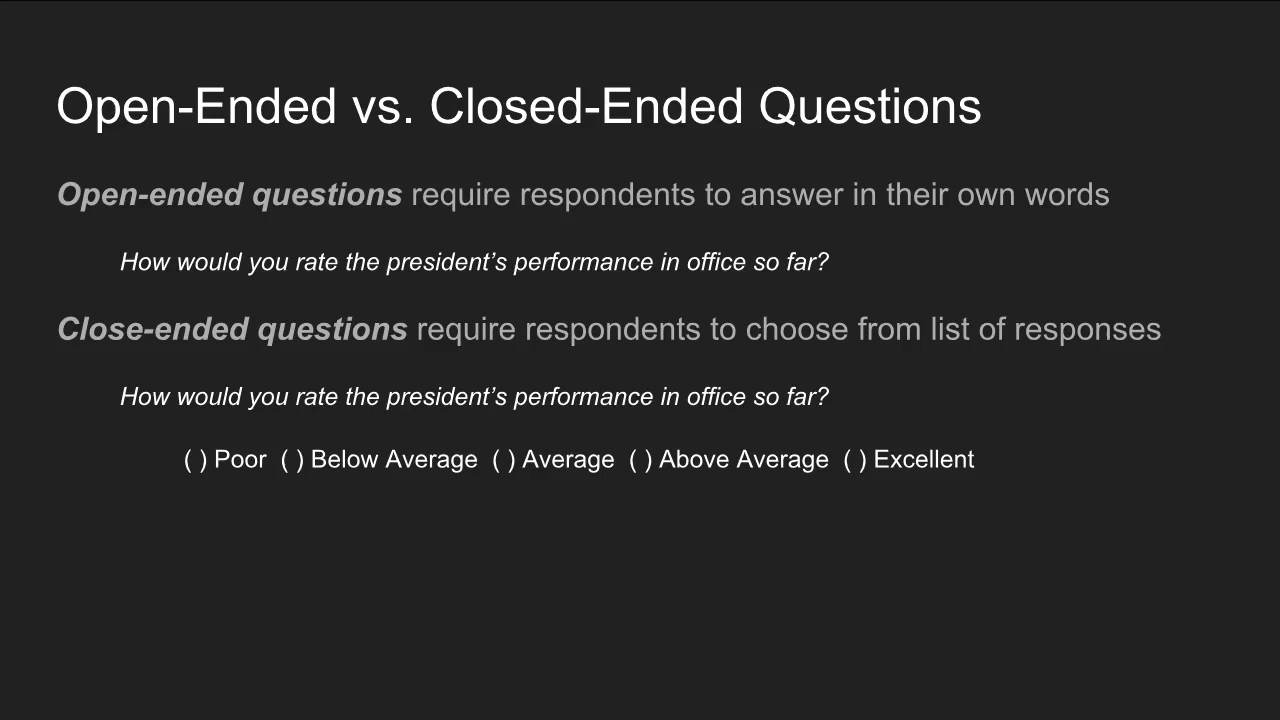 Open-Ended vs. Closed-Ended Questions
Open-ended questions require respondents to answer in their own words
How would you rate the president’s performance in office so far?
Close-ended questions require respondents to choose from list of responses
How would you rate the president’s performance in office so far?
( ) Poor  ( ) Below Average  ( ) Average  ( ) Above Average  ( ) Excellent